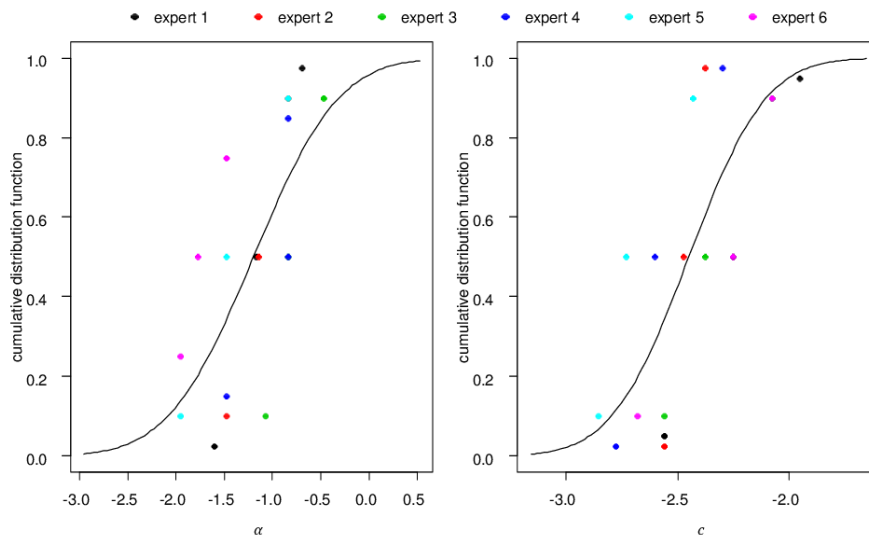 expert 1 expert 2 expert 3 expert 4 expert 5 expert 6
cumulative distribution function
1.0
0.8
0.6
0.4
0.2
0.0
-3.0 -2.5 -2.0 -1.5 -1.0 -0.5 0.0 0.5
α
cumulative distribution function
1.0
0.8
0.6
0.4
0.2
0.0
-3.0 -2.5 -2.0
c